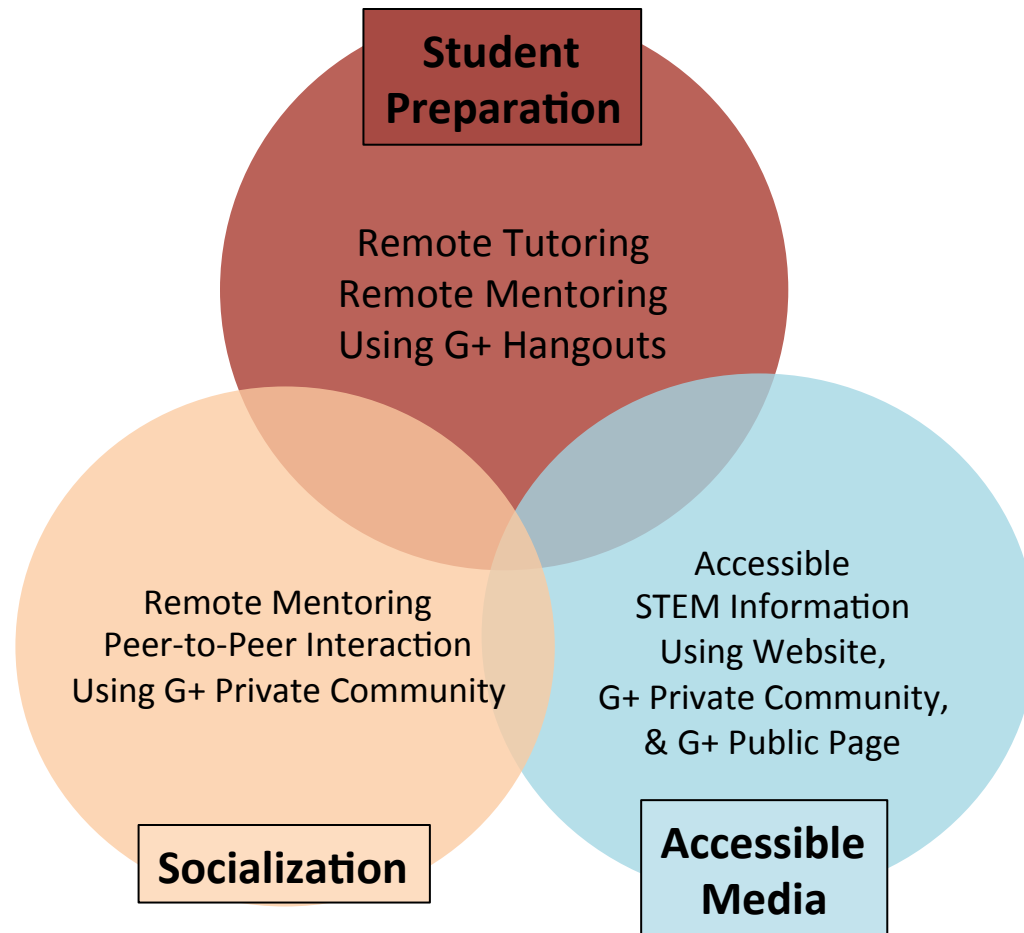 Student
Preparation
Remote Tutoring
Remote Mentoring
Using G+ Hangouts
Remote Mentoring
Peer-to-Peer Interaction
Using G+ Private Community
Socialization
Accessible
STEM Information
Using Website,
G+ Private Community,
& G+ Public Page
Accessible
Media